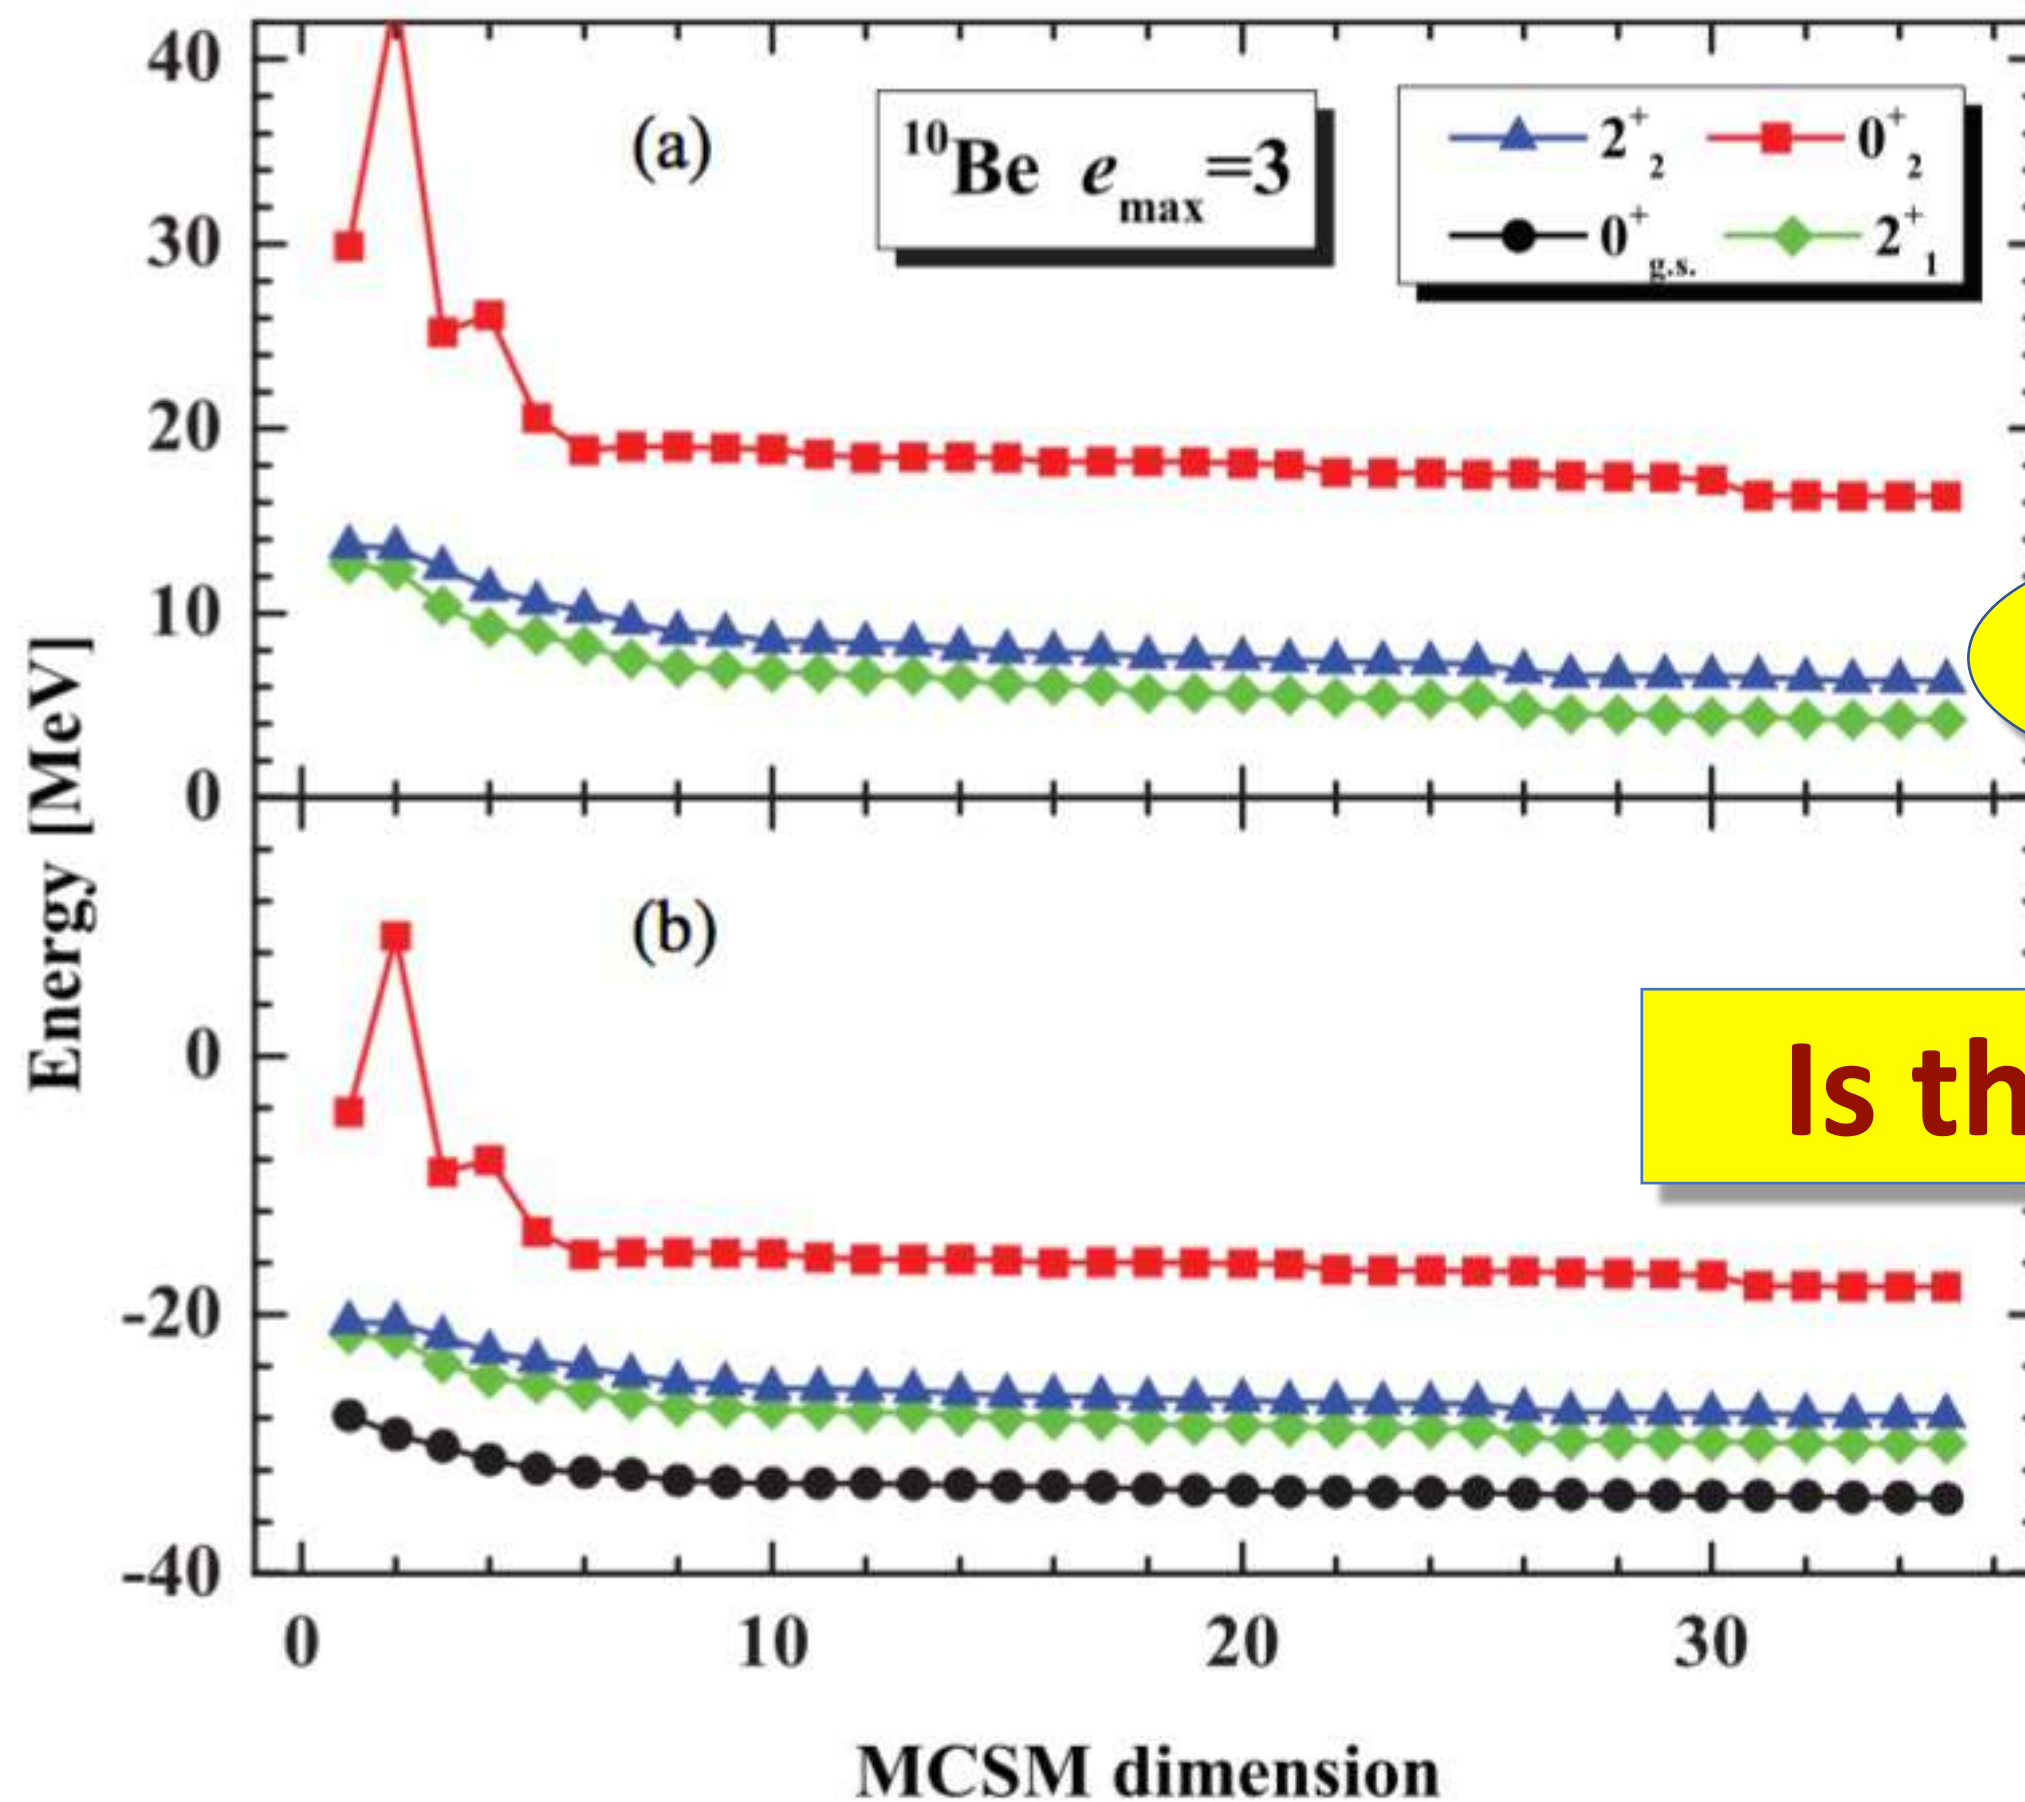 40
(a)
¹⁰Be eₘₐₓ=3
2⁺₂ 0⁺₂
0⁺g.s. 2⁺₁
30
20
10
0
Energy [MeV]
(b)
0
Is th
-20
-40
0 10 20 30
MCSM dimension